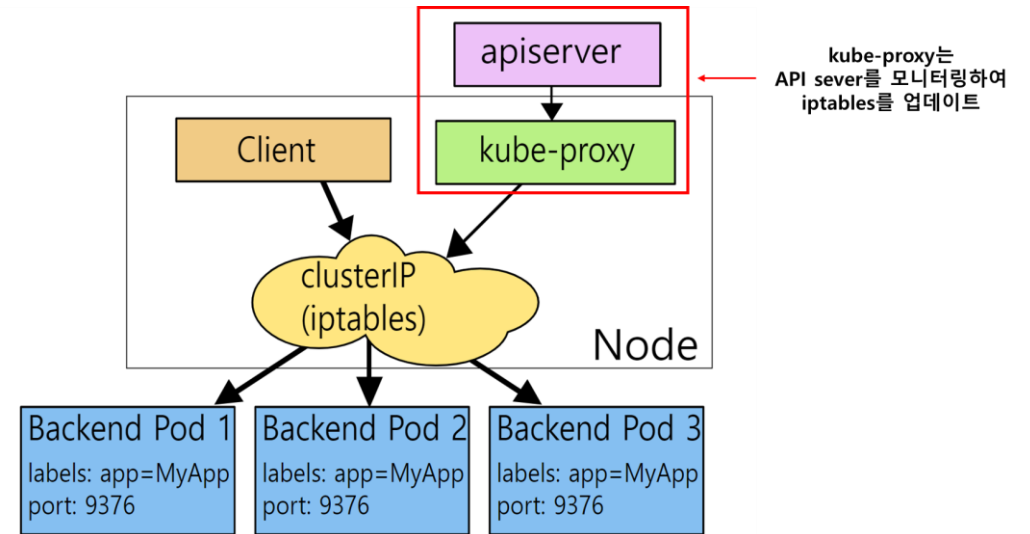 apiserver
kube-proxy는
API sever를 모니터링하여
iptables를 업데이트
Client
kube-proxy
clusterIP
(iptables)
Node
Backend Pod 1
labels: app=MyApp
port: 9376
Backend Pod 2
labels: app=MyApp
port: 9376
Backend Pod 3
labels: app=MyApp
port: 9376